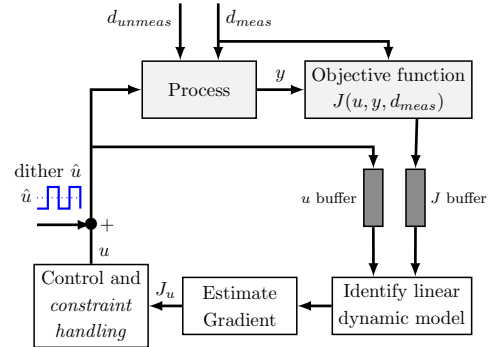 d_unmeas
d_meas
Process
y
Objective function
J(u, y, d_meas)
dither û
û
+
u
u buffer
J buffer
Control and
constraint
handling
J_u
Estimate
Gradient
Identify linear
dynamic model